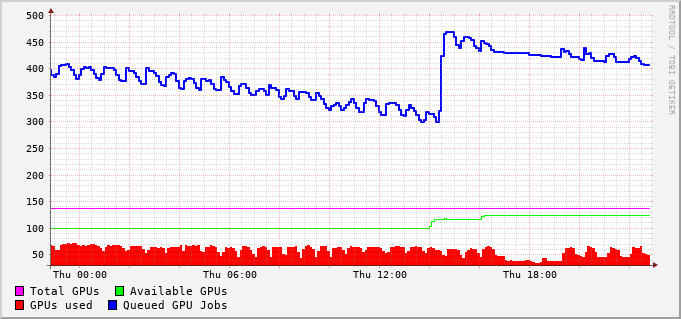 500
450
400
350
300
250
200
150
100
50
Thu 00:00 Thu 06:00 Thu 12:00 Thu 18:00
Total GPUs Available GPUs
GPUs used Queued GPU Jobs
RRDTOOL / TOBI OETIKER